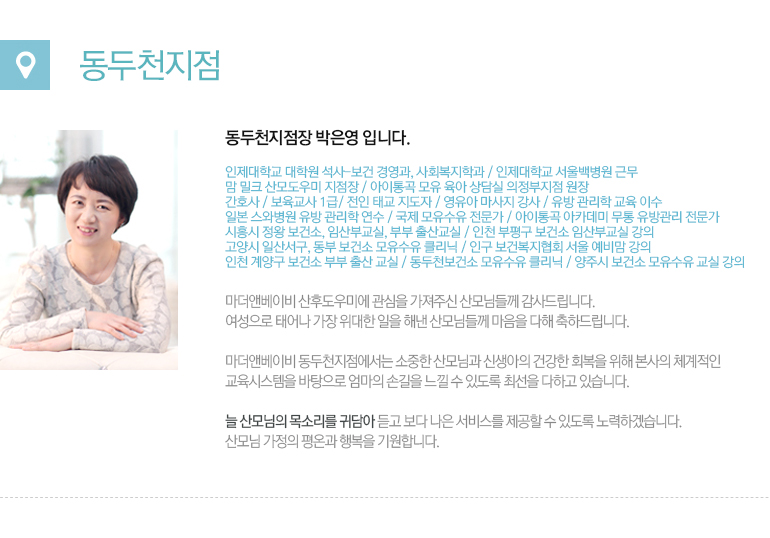 동두천지점
동두천지점장 박은영 입니다.
인제대학교 대학원 석사-보건 경영과, 사회복지학과 / 인제대학교 서울백병원 근무
맘 밀크 산모도우미 지점장 / 아이통곡 모유 육아 상담실 의정부지점 원장
간호사 / 보육교사 1급/ 전인 태교 지도자 / 영유아 마사지 강사 / 유방 관리학 교육 이수
일본 스와병원 유방 관리학 연수 / 국제 모유수유 전문가 / 아이통곡 아카데미 무통 유방관리 전문가
시흥시 정왕 보건소, 임산부교실, 부부 출산교실 / 인천 부평구 보건소 임산부교실 강의
고양시 일산서구, 동부 보건소 모유수유 클리닉 / 인구 보건복지협회 서울 예비맘 강의
인천 계양구 보건소 부부 출산 교실 / 동두천보건소 모유수유 클리닉 / 양주시 보건소 모유수유 교실 강의
마더앤베이비 산후도우미에 관심을 가져주신 산모님들께 감사드립니다.
여성으로 태어나 가장 위대한 일을 해낸 산모님들께 마음을 다해 축하드립니다.
마더앤베이비 동두천지점에서는 소중한 산모님과 신생아의 건강한 회복을 위해 본사의 체계적인
교육시스템을 바탕으로 엄마의 손길을 느낄 수 있도록 최선을 다하고 있습니다.
늘 산모님의 목소리를 귀담아 듣고 보다 나은 서비스를 제공할 수 있도록 노력하겠습니다.
산모님 가정의 평온과 행복을 기원합니다.